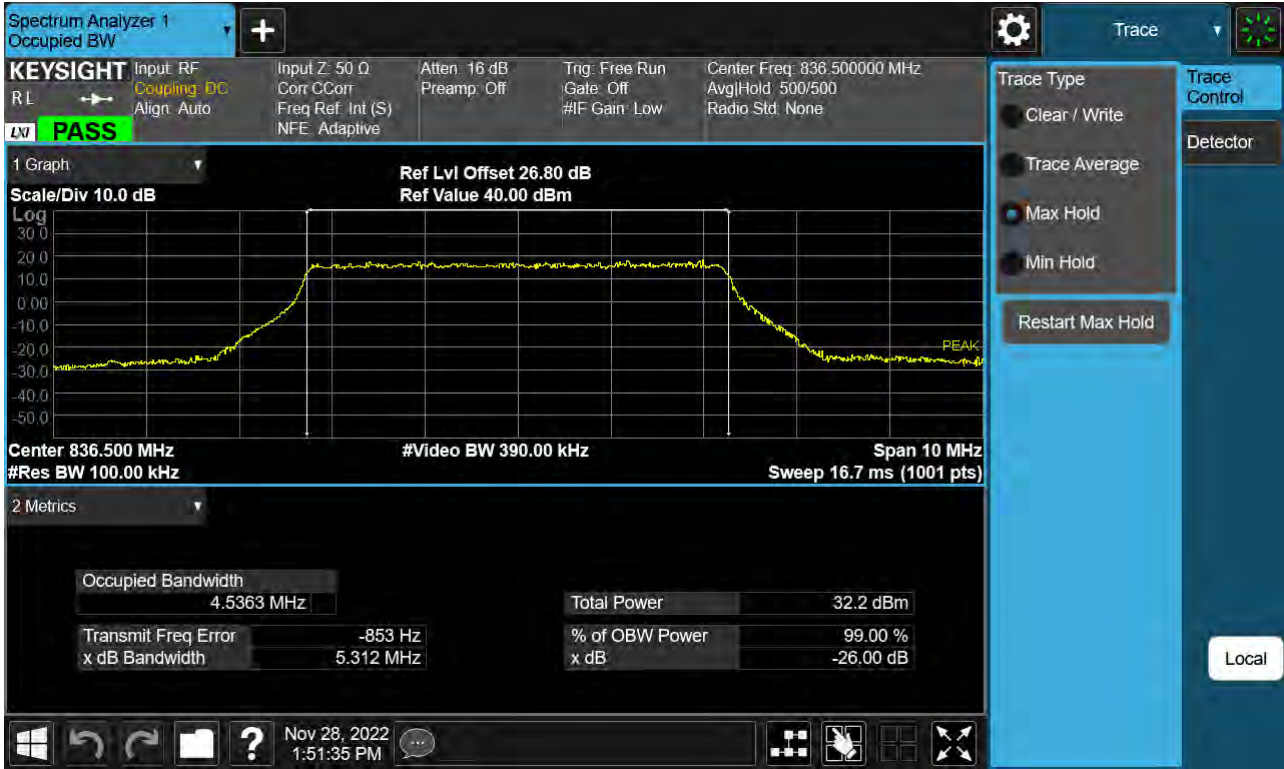 Spectrum Analyzer 1
Occupied BW
+
Trace
KEYSIGHT
RL
LXI
PASS
Input: RF
Coupling: DC
Align: Auto
Input Z: 50 Ω
Corr CCorr
Freq Ref: Int (S)
NFE: Adaptive
Atten: 16 dB
Preamp: Off
Trig: Free Run
Gate: Off
#IF Gain: Low
Center Freq: 836.500000 MHz
Avg|Hold: 500/500
Radio Std: None
1 Graph
Scale/Div 10.0 dB
Ref Lvl Offset 26.80 dB
Ref Value 40.00 dBm
Log
30.0
20.0
10.0
0.00
-10.0
-20.0
-30.0
-40.0
-50.0
PEAK
Center 836.500 MHz
#Video BW 390.00 kHz
Span 10 MHz
#Res BW 100.00 kHz
Sweep 16.7 ms (1001 pts)
2 Metrics
Occupied Bandwidth
4.5363 MHz
Transmit Freq Error -853 Hz
x dB Bandwidth 5.312 MHz
Total Power 32.2 dBm
% of OBW Power 99.00 %
x dB -26.00 dB
Trace Type
Clear / Write
Trace Average
Max Hold
Min Hold
Restart Max Hold
Trace
Control
Detector
Local
?
Nov 28, 2022
1:51:35 PM